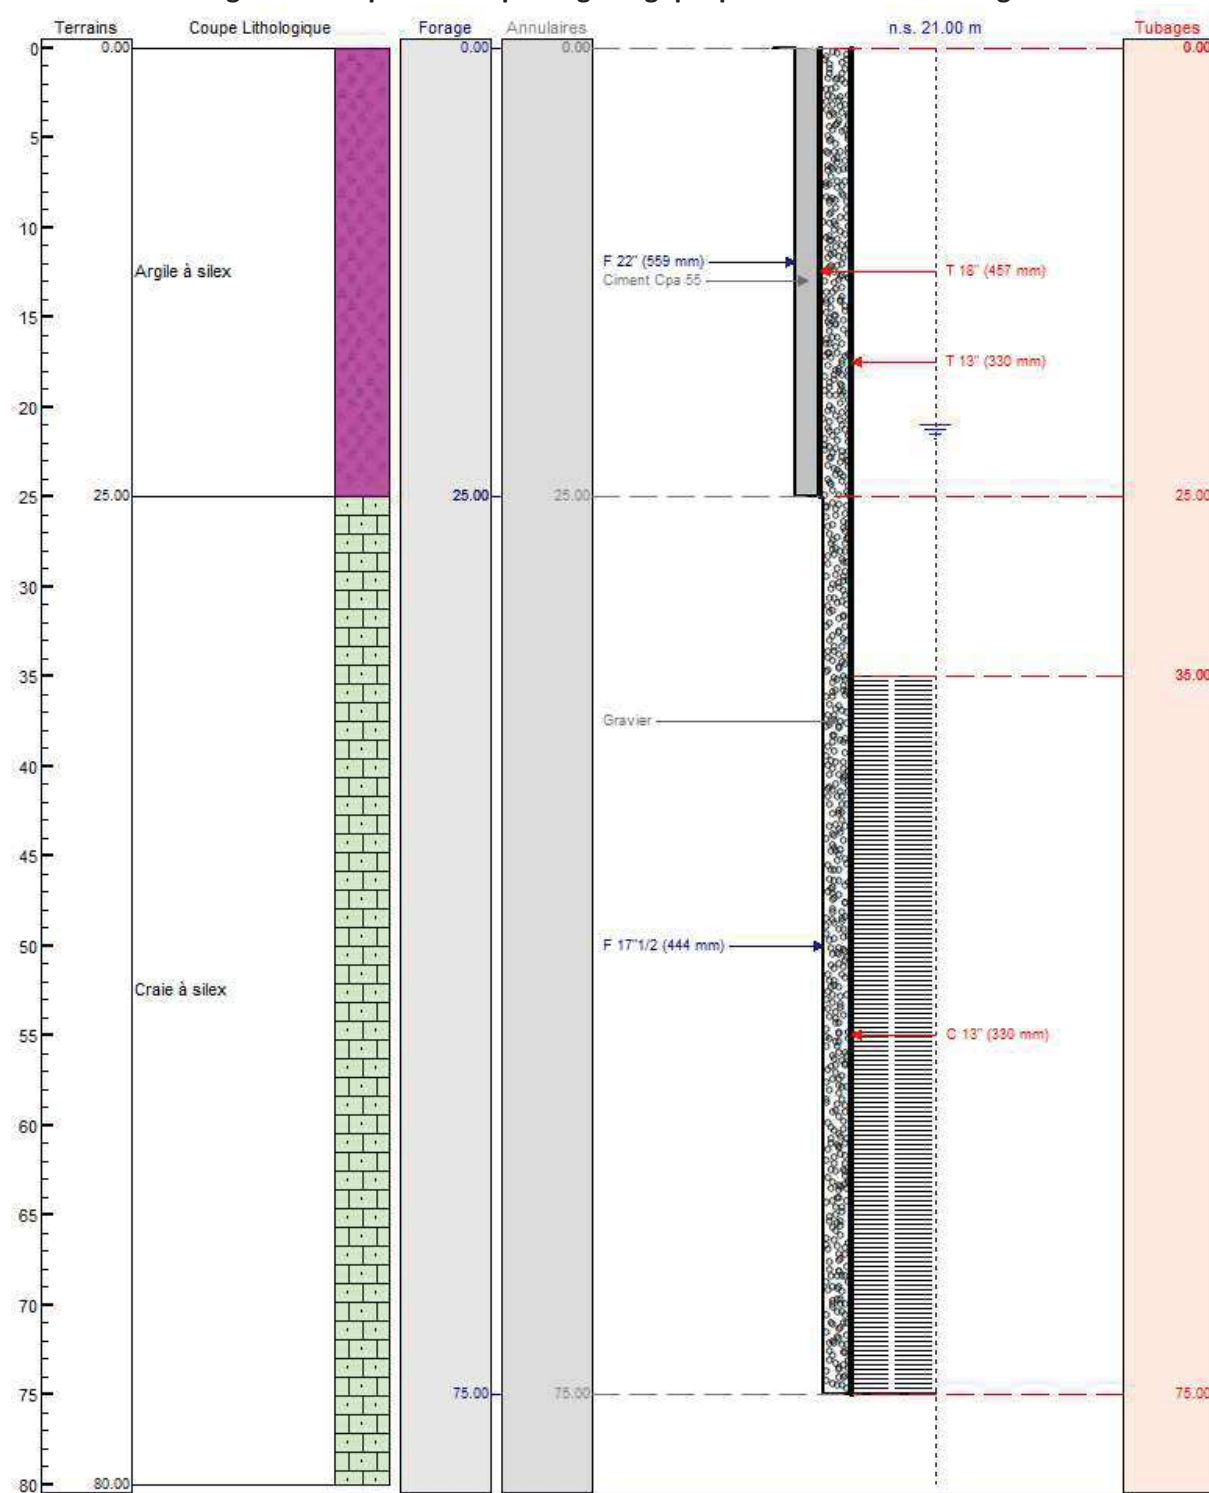 Terrains Coupe Lithologique Forage Annulaires n.s. 21.00 m Tubages
0 0.00 0.00 0.00 0.00
5
10
F 22" (559 mm) T 18" (457 mm)
Argile à silex Ciment Cpa 55
15
T 13" (330 mm)
20
25 25.00 25.00 25.00 25.00
30
35 35.00
Gravier
40
45
50 F 17"1/2 (444 mm)
Craie à silex
55 C 13" (330 mm)
60
65
70
75 75.00 75.00 75.00
80 80.00